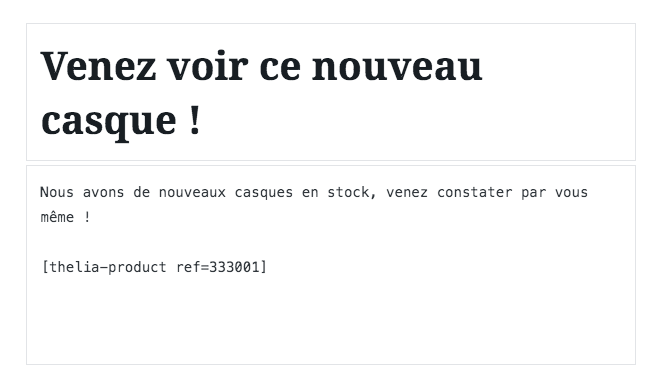 Venez voir ce nouveau
casque !
Nous avons de nouveaux casques en stock, venez constater par vous
même !
[thelia-product ref=333001]